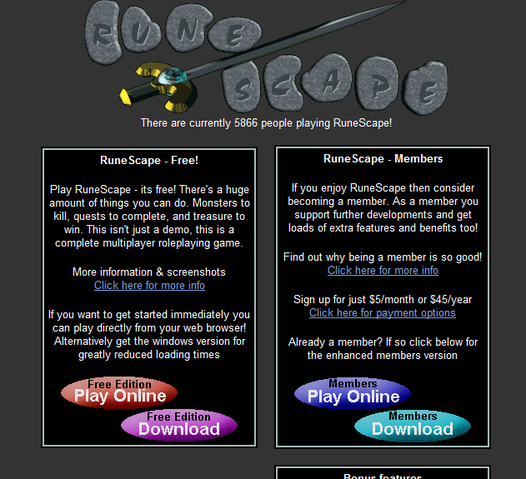 RUNE
SCAPE
There are currently 5866 people playing RuneScape!
RuneScape - Free!
Play RuneScape - its free! There's a huge
amount of things you can do. Monsters to
kill, quests to complete, and treasure to
win. This isn't just a demo, this is a
complete multiplayer roleplaying game.
More information & screenshots
Click here for more info
If you want to get started immediately you
can play directly from your web browser!
Alternatively get the windows version for
greatly reduced loading times
Free Edition
Play Online
Free Edition
Download
RuneScape - Members
If you enjoy RuneScape then consider
becoming a member. As a member you
support further developments and get
loads of extra features and benefits too!
Find out why being a member is so good!
Click here for more info
Sign up for just $5/month or $45/year
Click here for payment options
Already a member? If so click below for
the enhanced members version
Members
Play Online
Members
Download
Bonus features